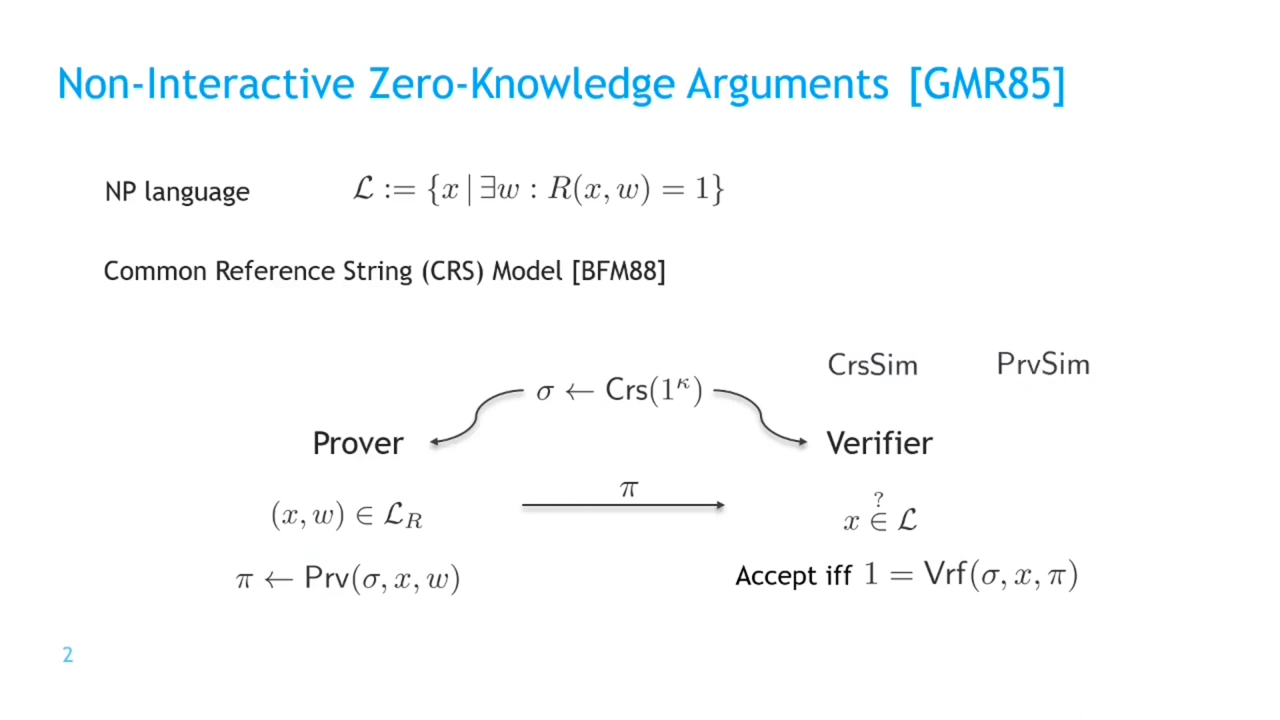 Non-Interactive Zero-Knowledge Arguments [GMR85]
NP language ℒ := {x | ∃w : R(x, w) = 1}
Common Reference String (CRS) Model [BFM88]
CrsSim PrvSim
σ ← Crs(1^κ)
Prover Verifier
π
(x, w) ∈ ℒ_R x ∈^? ℒ
π ← Prv(σ, x, w) Accept iff 1 = Vrf(σ, x, π)
2